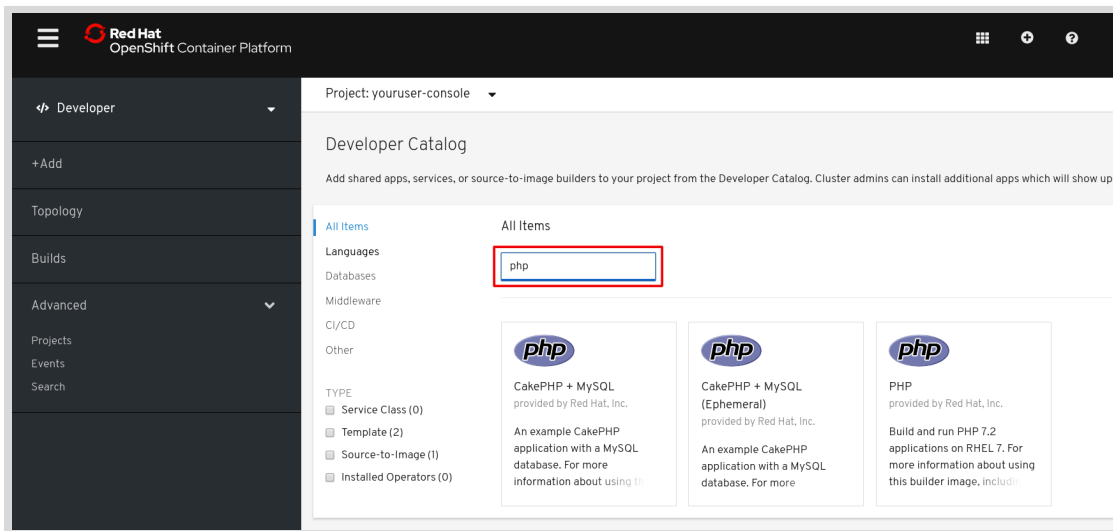 Red Hat
OpenShift Container Platform
</> Developer
+Add
Topology
Builds
Advanced
Projects
Events
Search
Project: youruser-console
Developer Catalog
Add shared apps, services, or source-to-image builders to your project from the Developer Catalog. Cluster admins can install additional apps which will show up
All Items
Languages
Databases
Middleware
CI/CD
Other
TYPE
Service Class (0)
Template (2)
Source-to-Image (1)
Installed Operators (0)
All Items
php
php
CakePHP + MySQL
provided by Red Hat, Inc.
An example CakePHP
application with a MySQL
database. For more
information about using th
php
CakePHP + MySQL
(Ephemeral)
provided by Red Hat, Inc.
An example CakePHP
application with a MySQL
database. For more
php
PHP
provided by Red Hat, Inc.
Build and run PHP 7.2
applications on RHEL 7. For
more information about using
this builder image, includin